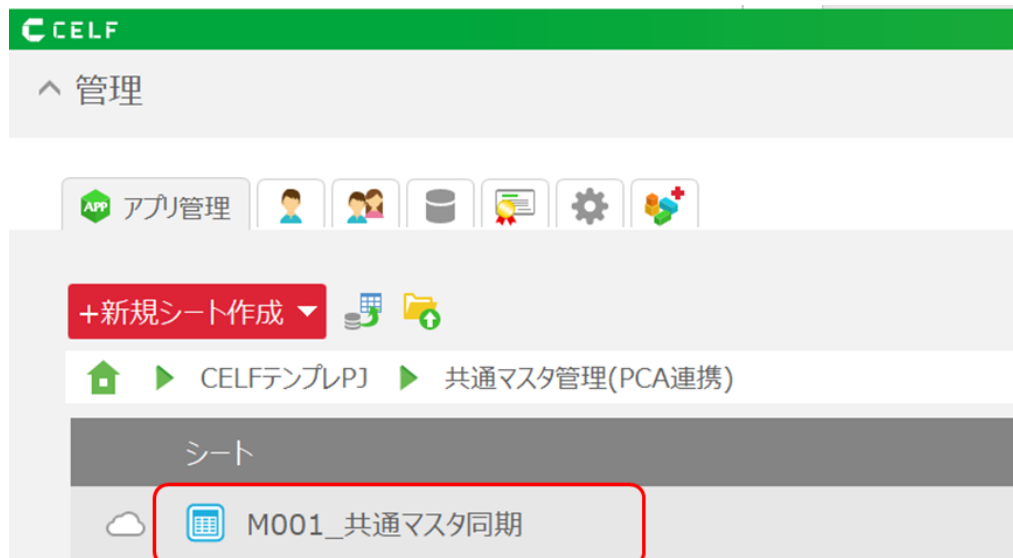 CELF
管理
APP アプリ管理
+新規シート作成
CELFテンプレPJ 共通マスタ管理(PCA連携)
シート
M001_共通マスタ同期